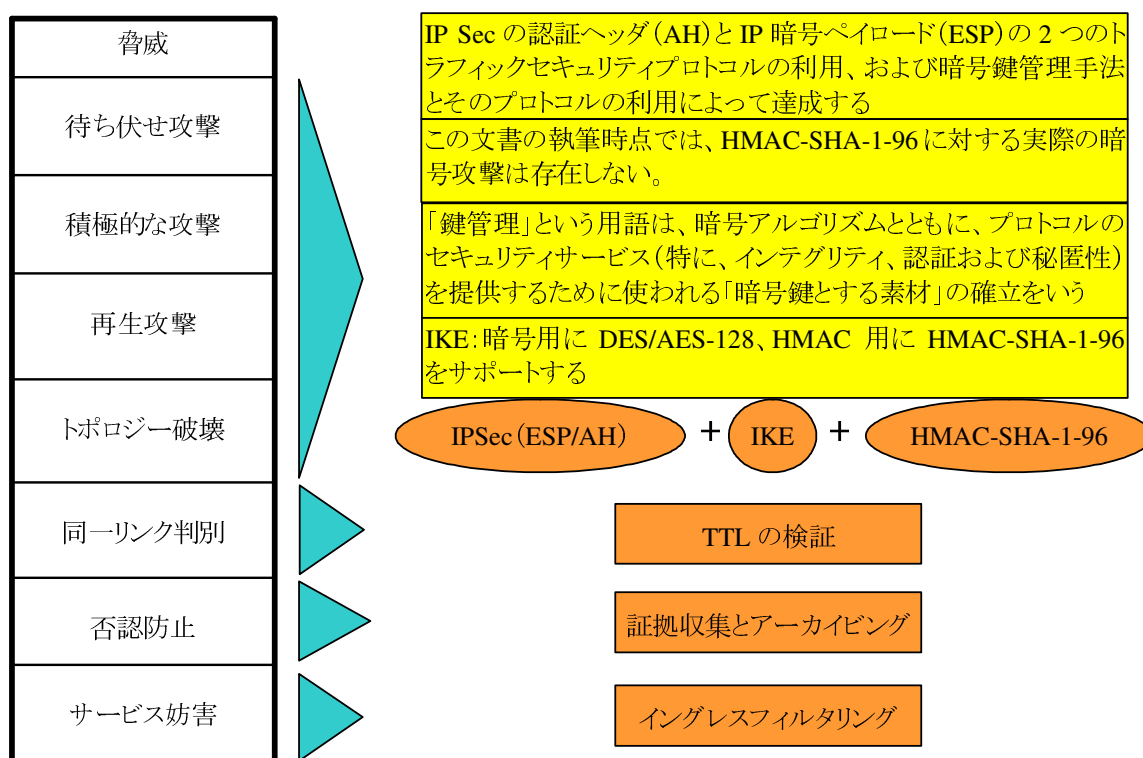 脅威
待ち伏せ攻撃
積極的な攻撃
再生攻撃
トポロジー破壊
同一リンク判別
否認防止
サービス妨害
IP Sec の認証ヘッダ(AH)と IP 暗号ペイロード(ESP)の 2 つのト
ラフィックセキュリティプロトコルの利用、および暗号鍵管理手法
とそのプロトコルの利用によって達成する
この文書の執筆時点では、HMAC-SHA-1-96 に対する実際の暗
号攻撃は存在しない。
「鍵管理」という用語は、暗号アルゴリズムとともに、プロトコルの
セキュリティサービス(特に、インテグリティ、認証および秘匿性)
を提供するために使われる「暗号鍵とする素材」の確立をいう
IKE:暗号用に DES/AES-128、HMAC 用に HMAC-SHA-1-96
をサポートする
IPSec(ESP/AH) + IKE + HMAC-SHA-1-96
TTL の検証
証拠収集とアーカイビング
イングレスフィルタリング